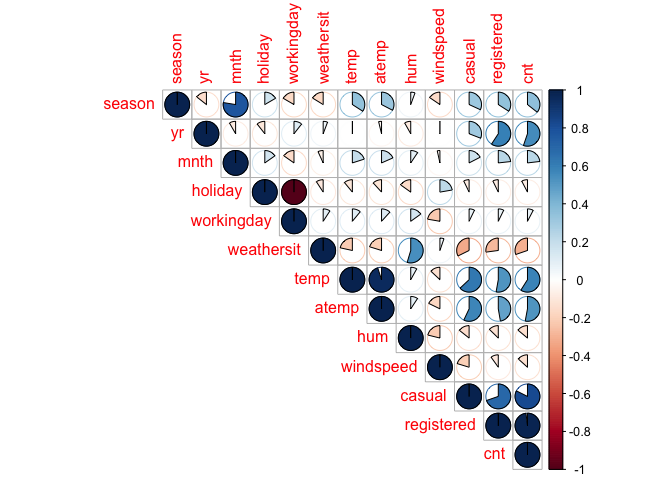 season
yr
mnth
holiday
workingday
weathersit
temp
atemp
hum
windspeed
casual
registered
cnt
season
yr
mnth
holiday
workingday
weathersit
temp
atemp
hum
windspeed
casual
registered
cnt
1
0.8
0.6
0.4
0.2
0
-0.2
-0.4
-0.6
-0.8
-1